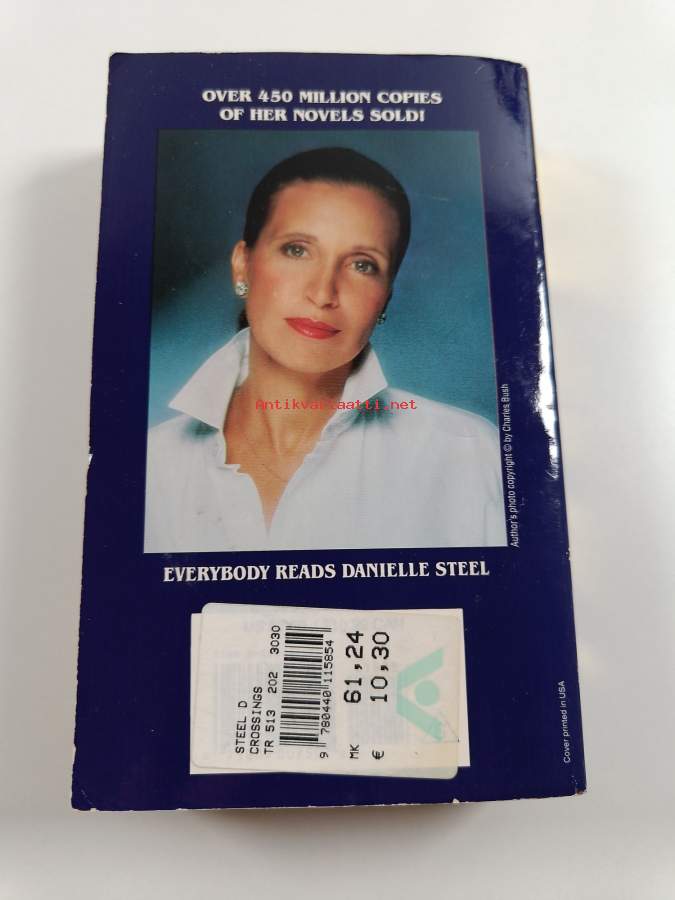 OVER 450 MILLION COPIES
OF HER NOVELS SOLD!
Antikvariaatti.net
Author's photo copyright © by Charles Bush
EVERYBODY READS DANIELLE STEEL
STEEL D
CROSSINGS
TR 513 202 3030
9 780440 115854
MK 61,24
€ 10,30
Cover printed in USA